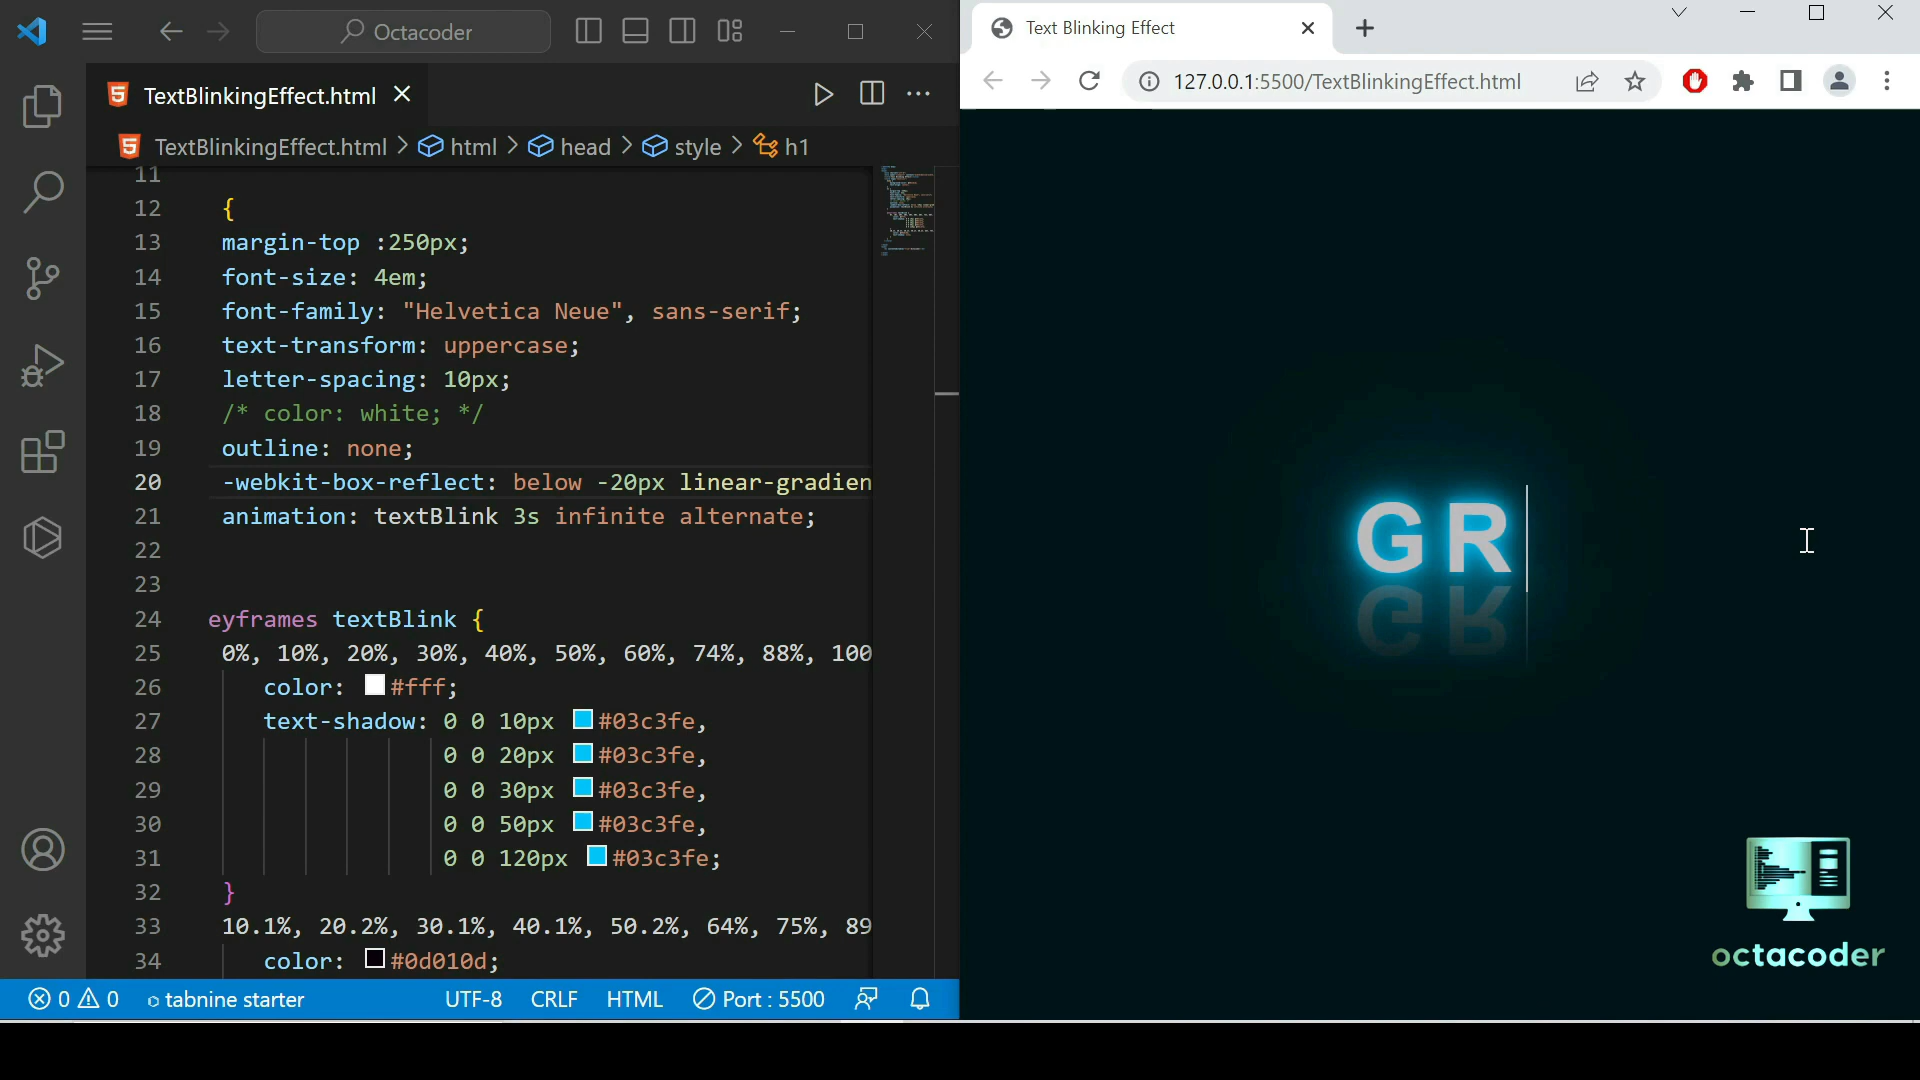 Octacoder
TextBlinkingEffect.html
TextBlinkingEffect.html > html > head > style > h1
11
12 {
13 margin-top :250px;
14 font-size: 4em;
15 font-family: "Helvetica Neue", sans-serif;
16 text-transform: uppercase;
17 letter-spacing: 10px;
18 /* color: white; */
19 outline: none;
20 -webkit-box-reflect: below -20px linear-gradien
21 animation: textBlink 3s infinite alternate;
22
23
24 eyframes textBlink {
25 0%, 10%, 20%, 30%, 40%, 50%, 60%, 74%, 88%, 100
26 color: #fff;
27 text-shadow: 0 0 10px #03c3fe,
28 0 0 20px #03c3fe,
29 0 0 30px #03c3fe,
30 0 0 50px #03c3fe,
31 0 0 120px #03c3fe;
32 }
33 10.1%, 20.2%, 30.1%, 40.1%, 50.2%, 64%, 75%, 89
34 color: #0d010d;
0 0 tabnine starter UTF-8 CRLF HTML Port : 5500
Text Blinking Effect
127.0.0.1:5500/TextBlinkingEffect.html
GR
octacoder